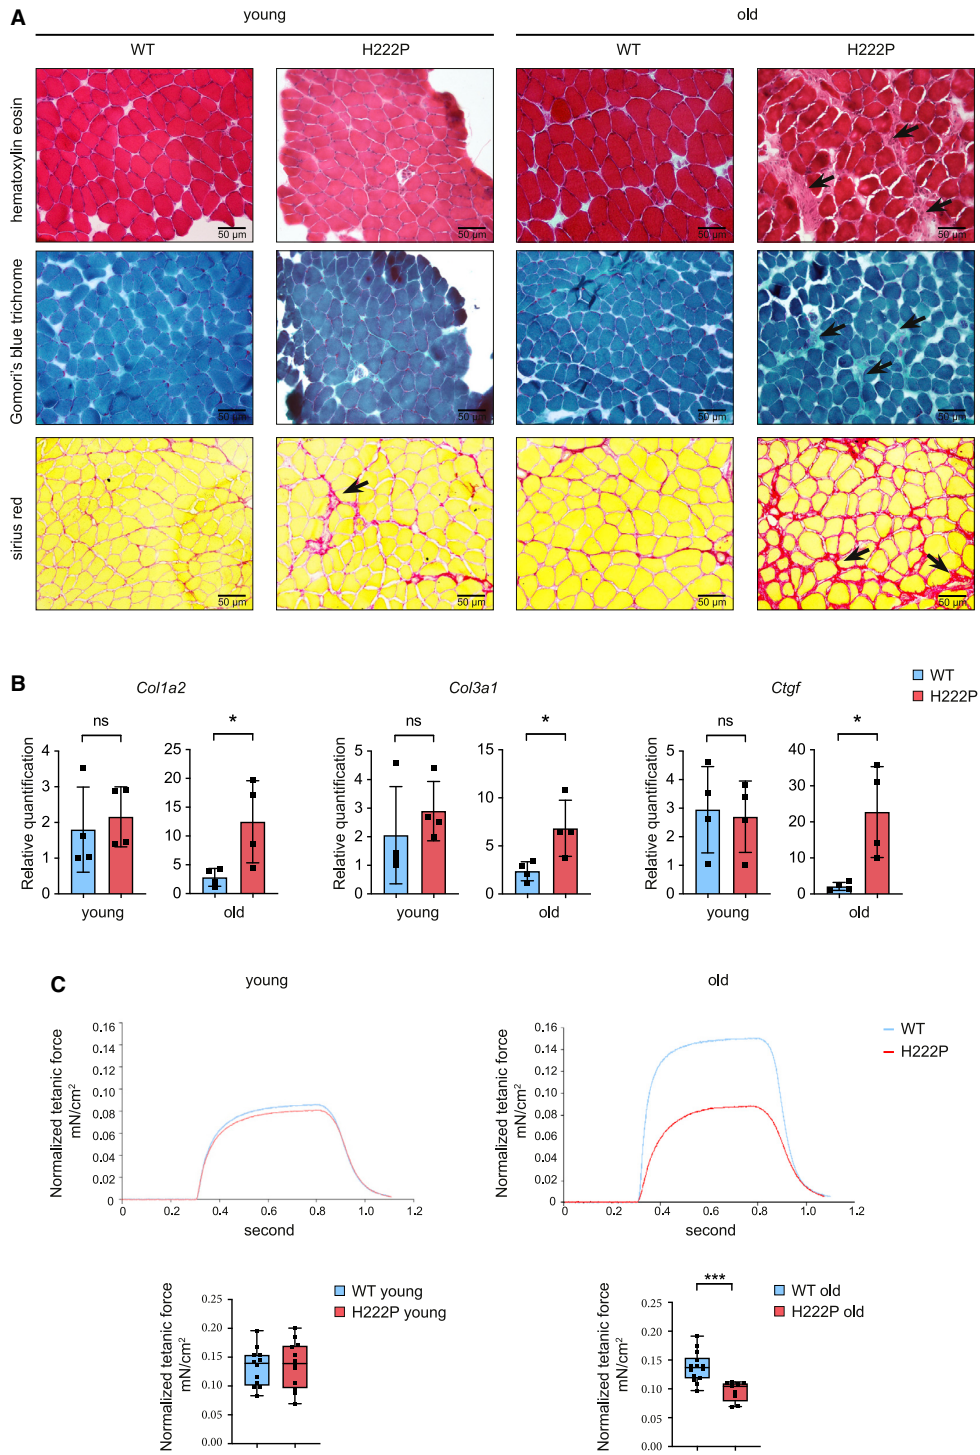 A
young old
WT H222P WT H222P
hematoxylin eosin
50 µm 50 µm 50 µm 50 µm
Gomori's blue trichrome
50 µm 50 µm 50 µm 50 µm
sirius red
50 µm 50 µm 50 µm 50 µm
B
WT
H222P
Col1a2
Relative quantification
ns
4
3
2
1
0
young
*
25
20
15
10
5
0
old
Col3a1
Relative quantification
ns
5
4
3
2
1
0
young
*
15
10
5
0
old
Ctgf
Relative quantification
ns
5
4
3
2
1
0
young
*
40
30
20
10
0
old
C
young
Normalized tetanic force
mN/cm²
0.16
0.14
0.12
0.10
0.08
0.06
0.04
0.02
0
0 0.2 0.4 0.6 0.8 1.0 1.2
second
old
WT
H222P
Normalized tetanic force
mN/cm²
0.16
0.14
0.12
0.10
0.08
0.06
0.04
0.02
0
0 0.2 0.4 0.6 0.8 1.0 1.2
second
WT young
H222P young
Normalized tetanic force
mN/cm²
0.25
0.20
0.15
0.10
0.05
0.00
***
WT old
H222P old
Normalized tetanic force
mN/cm²
0.25
0.20
0.15
0.10
0.05
0.00